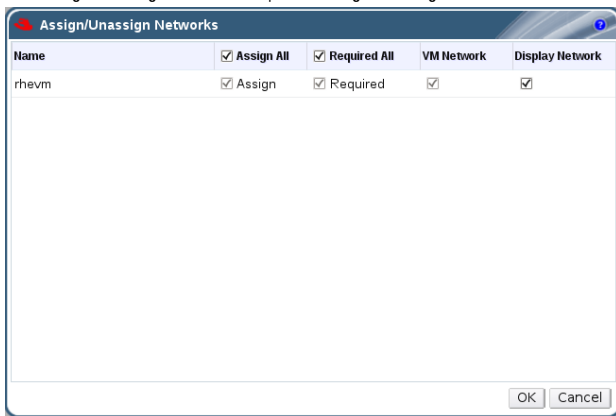 Assign/Unassign Networks ?
Name Assign All Required All VM Network Display Network
rhevm Assign Required
OK Cancel